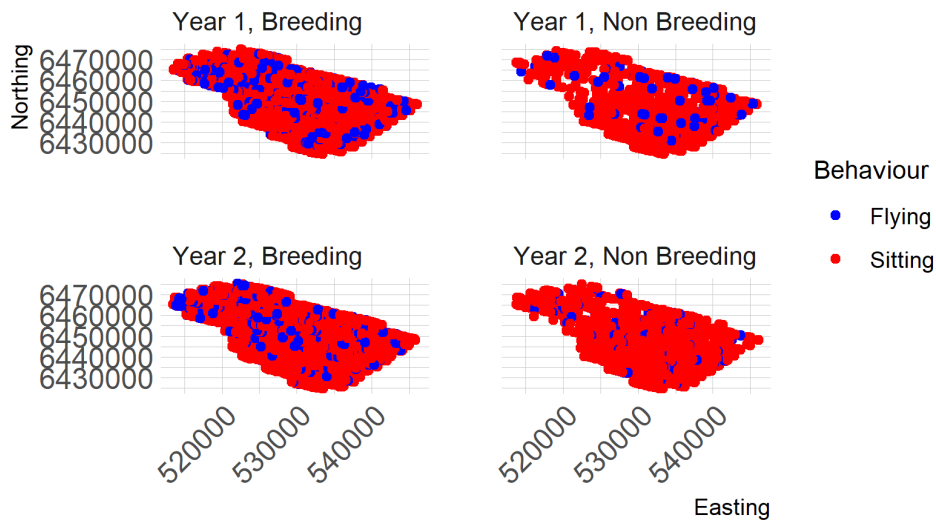 Year 1, Breeding
Year 1, Non Breeding
Northing
6470000
6460000
6450000
6440000
6430000
Behaviour
Flying
Sitting
Year 2, Breeding
Year 2, Non Breeding
6470000
6460000
6450000
6440000
6430000
520000
530000
540000
520000
530000
540000
Easting